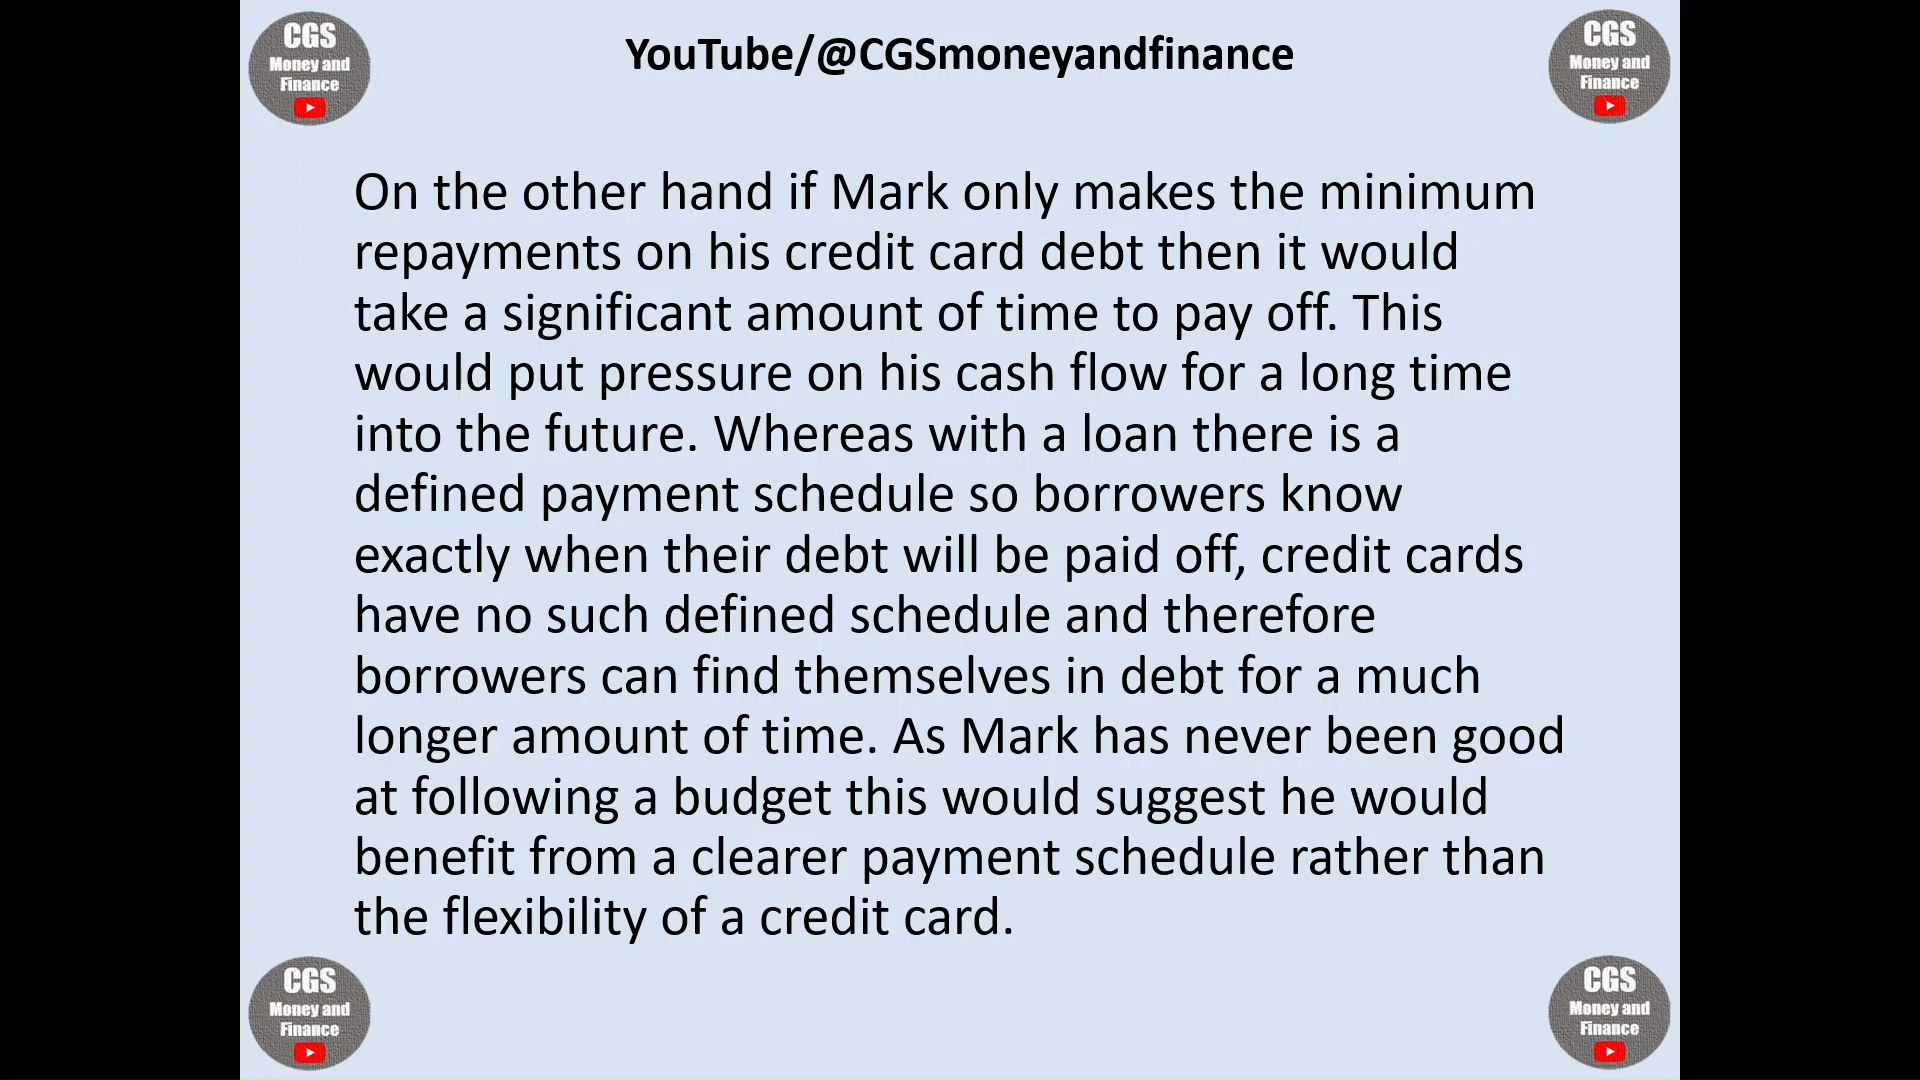 CGS
Money and
Finance
YouTube/@CGSmoneyandfinance
CGS
Money and
Finance
On the other hand if Mark only makes the minimum
repayments on his credit card debt then it would
take a significant amount of time to pay off. This
would put pressure on his cash flow for a long time
into the future. Whereas with a loan there is a
defined payment schedule so borrowers know
exactly when their debt will be paid off, credit cards
have no such defined schedule and therefore
borrowers can find themselves in debt for a much
longer amount of time. As Mark has never been good
at following a budget this would suggest he would
benefit from a clearer payment schedule rather than
the flexibility of a credit card.
CGS
Money and
Finance
CGS
Money and
Finance